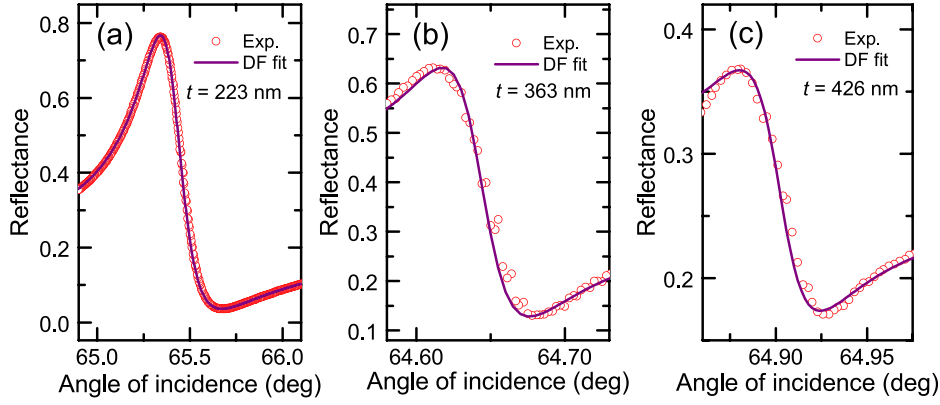 (a)
Exp.
DF fit
t = 223 nm
0.8
0.6
0.4
0.2
0.0
Reflectance
65.0
65.5
66.0
Angle of incidence (deg)
(b)
Exp.
DF fit
t = 363 nm
0.7
0.6
0.5
0.4
0.3
0.2
0.1
Reflectance
64.60
64.70
Angle of incidence (deg)
(c)
Exp.
DF fit
t = 426 nm
0.4
0.3
0.2
Reflectance
64.90
64.95
Angle of incidence (deg)